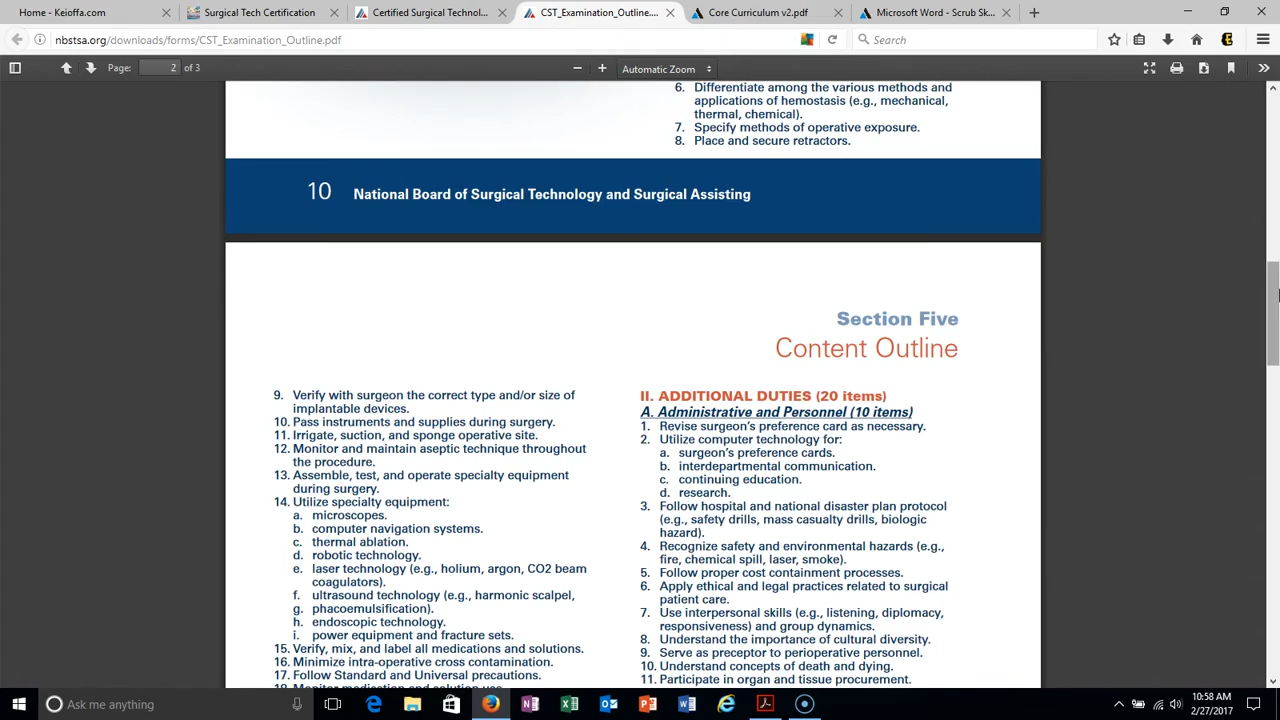 Home - Keioffa.com
Surgical Tech Certification
Certified Surgical Technol...
CST_Examination_Outline....
Core Curriculum v2.pdf
Microsoft Word - Scrub Sk...
nbstsa.org/downloads/forms/CST_Examination_Outline.pdf
Search
Page: 2 of 3
Automatic Zoom
6. Differentiate among the various methods and
applications of hemostasis (e.g., mechanical,
thermal, chemical).
7. Specify methods of operative exposure.
8. Place and secure retractors.
10 National Board of Surgical Technology and Surgical Assisting
Section Five
Content Outline
9. Verify with surgeon the correct type and/or size of
implantable devices.
10. Pass instruments and supplies during surgery.
11. Irrigate, suction, and sponge operative site.
12. Monitor and maintain aseptic technique throughout
the procedure.
13. Assemble, test, and operate specialty equipment
during surgery.
14. Utilize specialty equipment:
a. microscopes.
b. computer navigation systems.
c. thermal ablation.
d. robotic technology.
e. laser technology (e.g., holium, argon, CO2 beam
coagulators).
f. ultrasound technology (e.g., harmonic scalpel,
g. phacoemulsification).
h. endoscopic technology.
i. power equipment and fracture sets.
15. Verify, mix, and label all medications and solutions.
16. Minimize intra-operative cross contamination.
17. Follow Standard and Universal precautions.
18. Monitor medication and solution use.
II. ADDITIONAL DUTIES (20 items)
A. Administrative and Personnel (10 items)
1. Revise surgeon's preference card as necessary.
2. Utilize computer technology for:
a. surgeon's preference cards.
b. interdepartmental communication.
c. continuing education.
d. research.
3. Follow hospital and national disaster plan protocol
(e.g., safety drills, mass casualty drills, biologic
hazard).
4. Recognize safety and environmental hazards (e.g.,
fire, chemical spill, laser, smoke).
5. Follow proper cost containment processes.
6. Apply ethical and legal practices related to surgical
patient care.
7. Use interpersonal skills (e.g., listening, diplomacy,
responsiveness) and group dynamics.
8. Understand the importance of cultural diversity.
9. Serve as preceptor to perioperative personnel.
10. Understand concepts of death and dying.
11. Participate in organ and tissue procurement.
Ask me anything
10:58 AM
2/27/2017